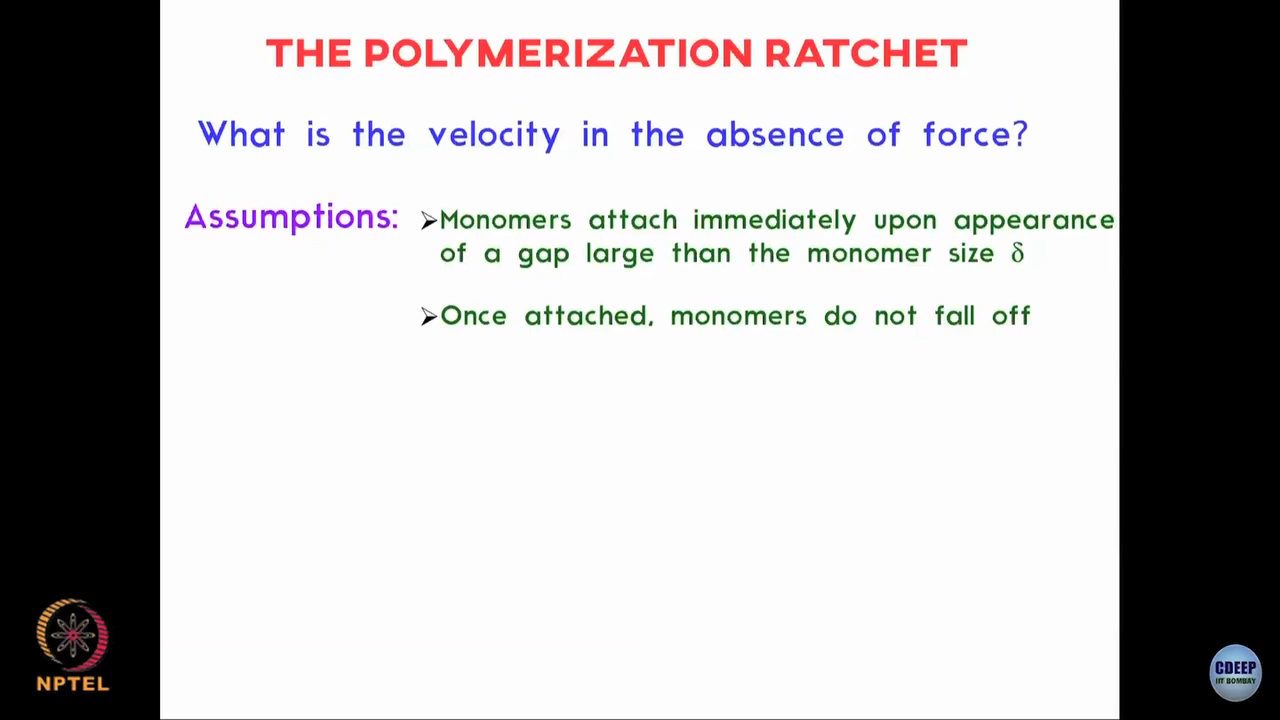 THE POLYMERIZATION RATCHET
What is the velocity in the absence of force?
Assumptions: ➢Monomers attach immediately upon appearance
of a gap large than the monomer size δ
➢Once attached, monomers do not fall off
NPTEL
CDEEP
IIT BOMBAY